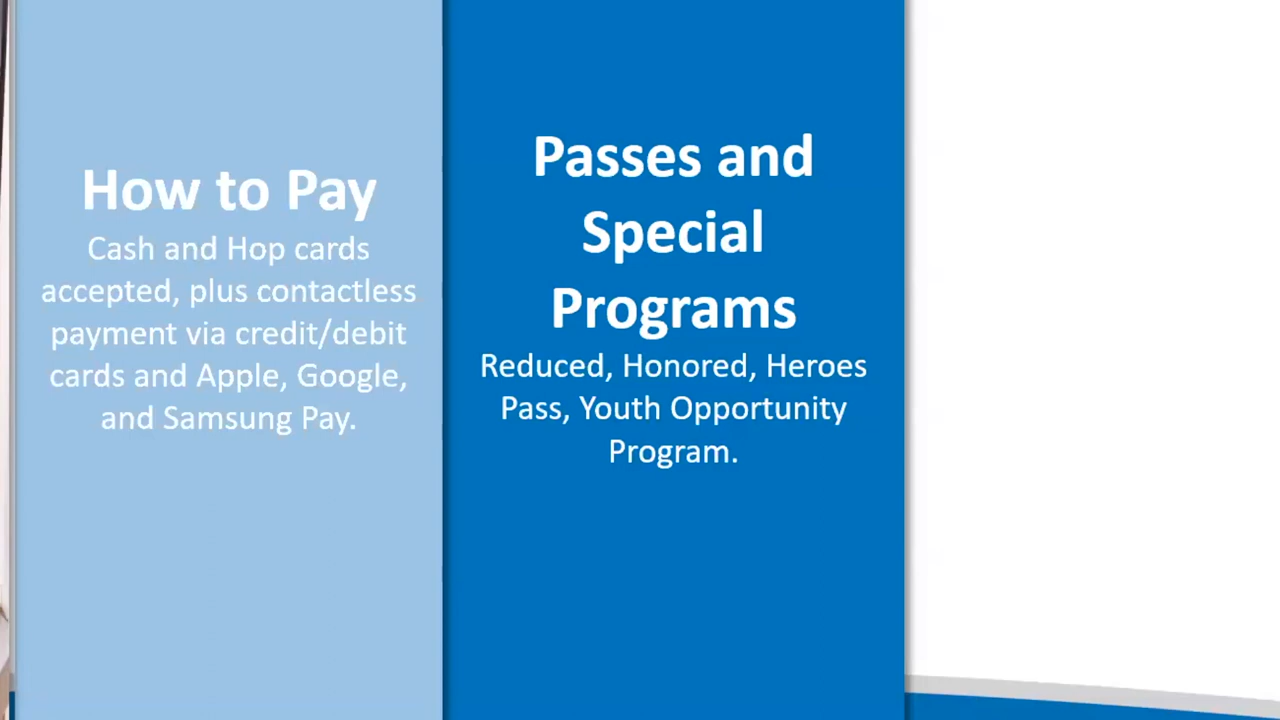 How to Pay
Cash and Hop cards
accepted, plus contactless
payment via credit/debit
cards and Apple, Google,
and Samsung Pay.
Passes and
Special
Programs
Reduced, Honored, Heroes
Pass, Youth Opportunity
Program.